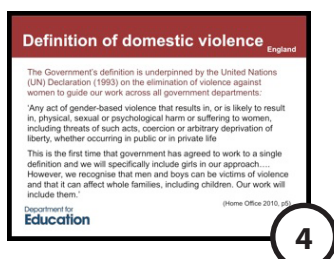 Definition of domestic violence England
The Government's definition is underpinned by the United Nations
(UN) Declaration (1993) on the elimination of violence against
women to guide our work across all government departments:
'Any act of gender-based violence that results in, or is likely to result
in, physical, sexual or psychological harm or suffering to women,
including threats of such acts, coercion or arbitrary deprivation of
liberty, whether occurring in public or in private life
This is the first time that government has agreed to work to a single
definition and we will specifically include girls in our approach....
However, we recognise that men and boys can be victims of violence
and that it can affect whole families, including children. Our work will
include them.'
(Home Office 2010, p5)
Department for
Education
4